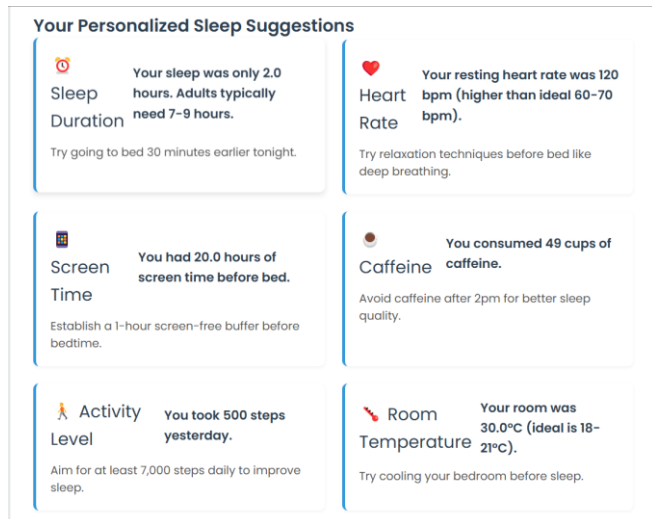 Your Personalized Sleep Suggestions
Sleep
Duration
Your sleep was only 2.0
hours. Adults typically
need 7-9 hours.
Try going to bed 30 minutes earlier tonight.
Heart
Rate
Your resting heart rate was 120
bpm (higher than ideal 60-70
bpm).
Try relaxation techniques before bed like
deep breathing.
Screen
Time
You had 20.0 hours of
screen time before bed.
Establish a 1-hour screen-free buffer before
bedtime.
Caffeine
You consumed 49 cups of
caffeine.
Avoid caffeine after 2pm for better sleep
quality.
Activity
Level
You took 500 steps
yesterday.
Aim for at least 7,000 steps daily to improve
sleep.
Room
Temperature
Your room was
30.0°C (ideal is 18-
21°C).
Try cooling your bedroom before sleep.